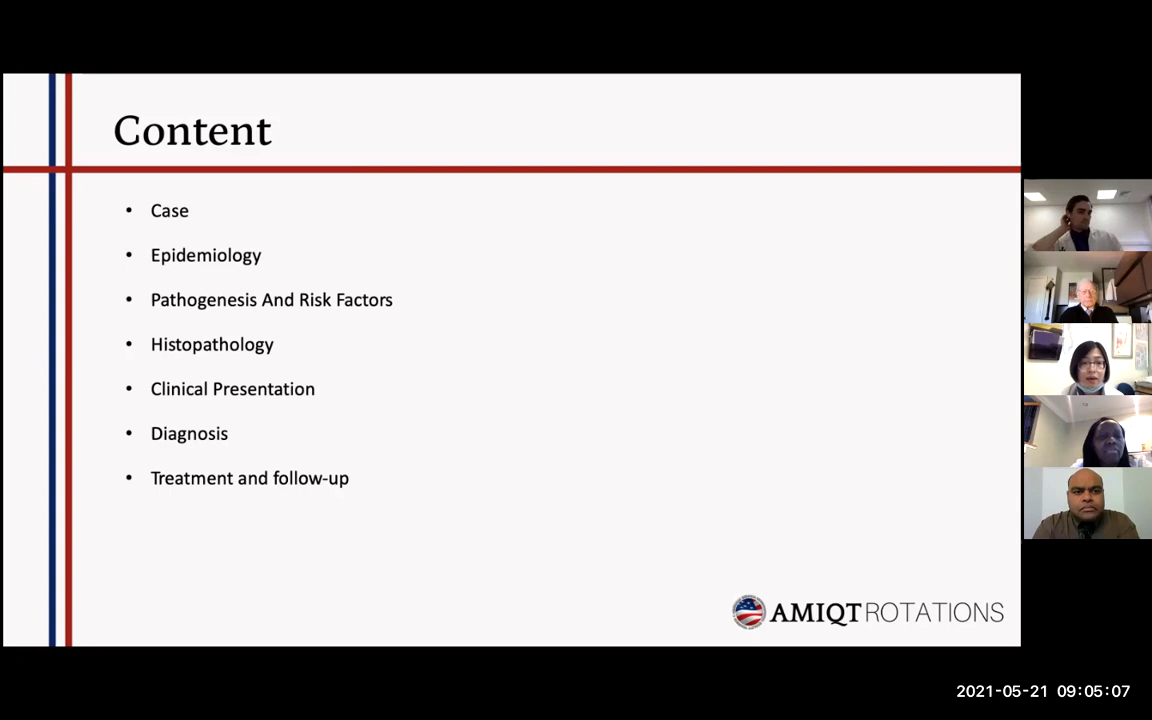 Content
• Case
• Epidemiology
• Pathogenesis And Risk Factors
• Histopathology
• Clinical Presentation
• Diagnosis
• Treatment and follow-up
AMIQT ROTATIONS
2021-05-21 09:05:07